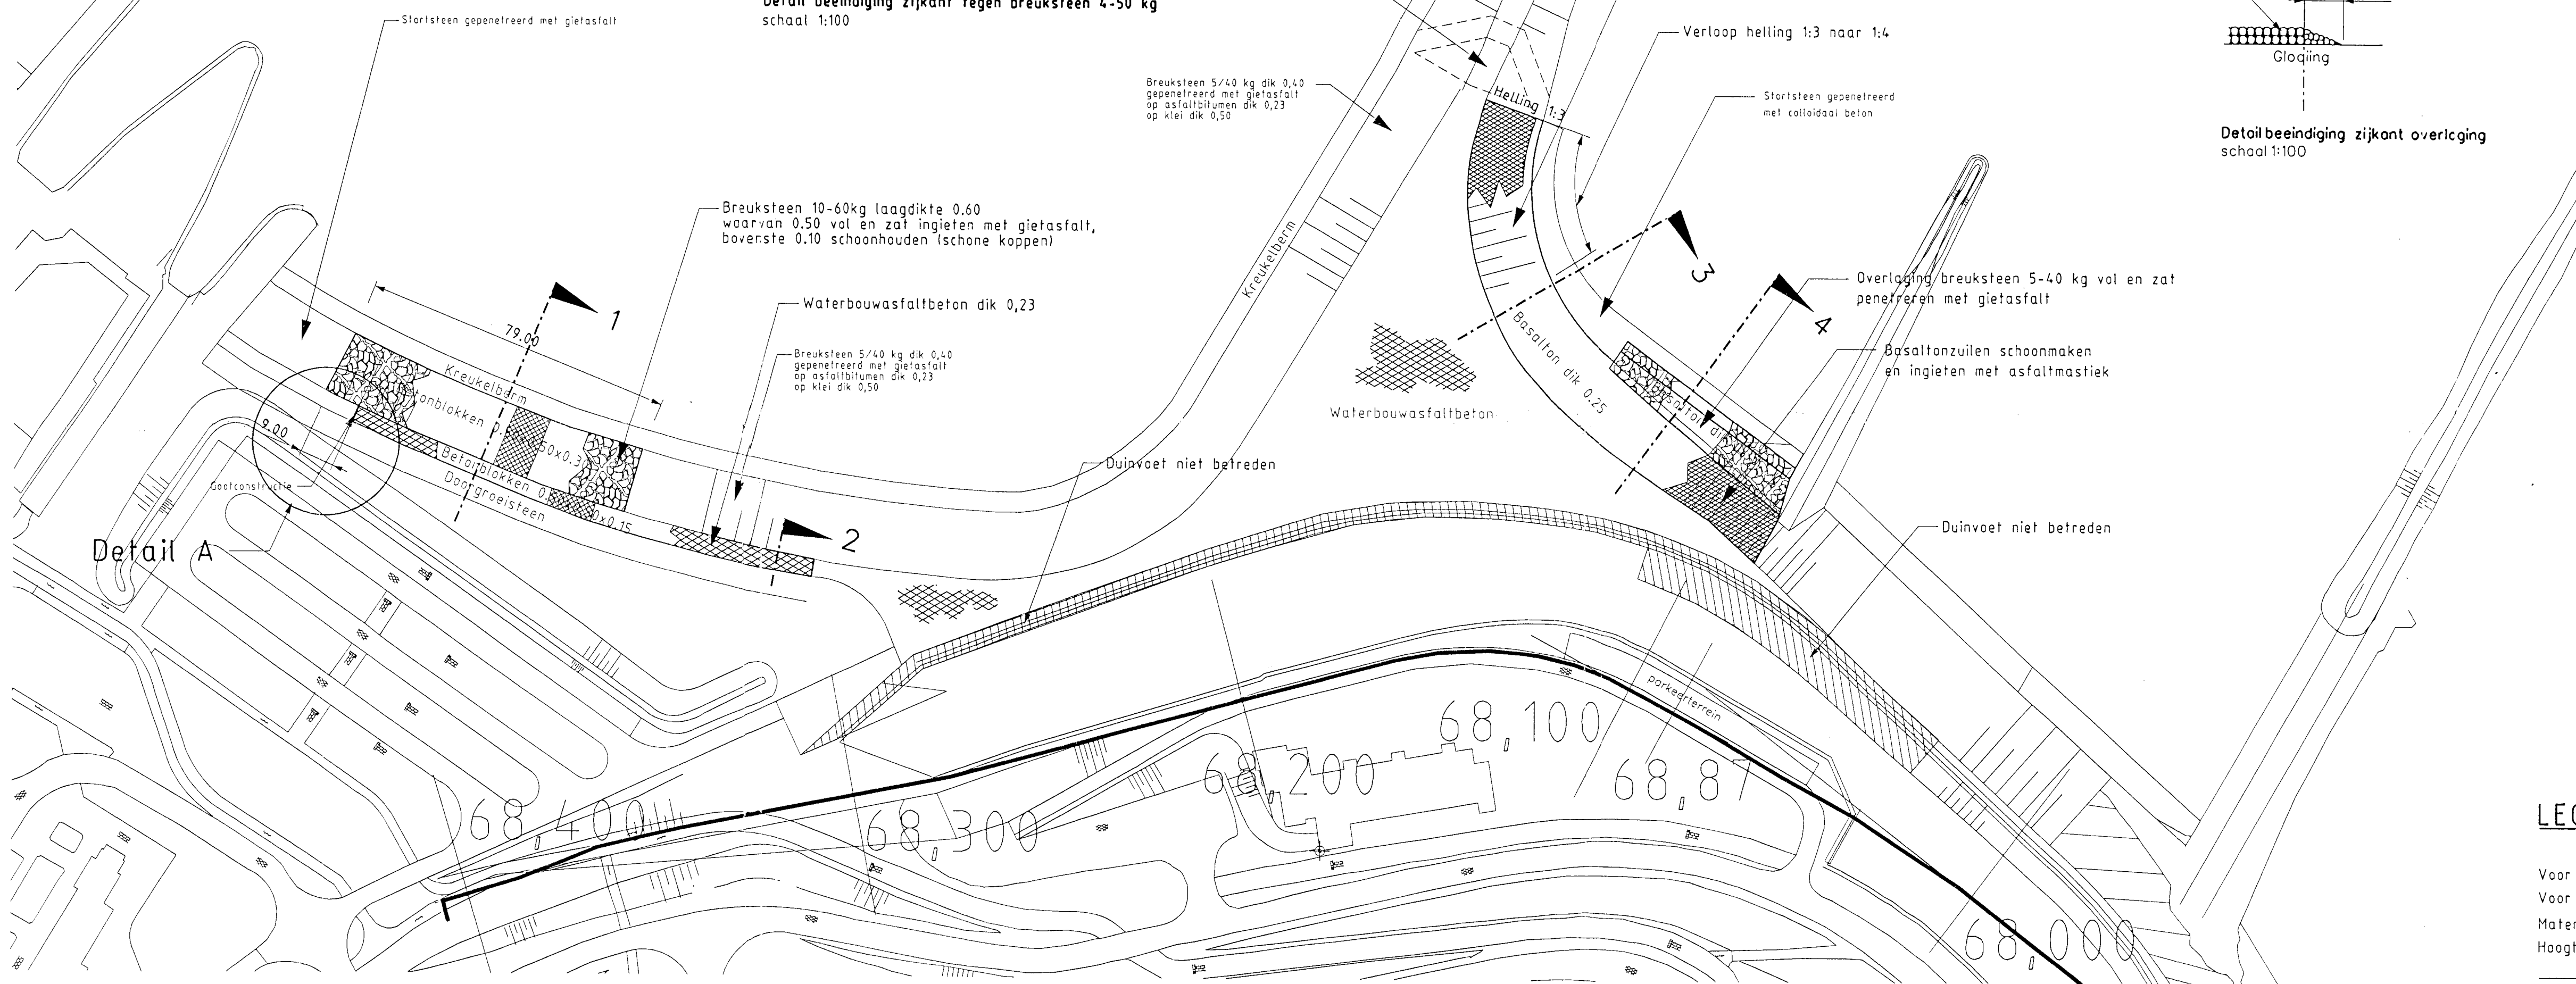 Detail beeindiging zijkant tegen breuksteen 4-50 kg
schaal 1:100
Stortsteen gepenetreerd met gietasfalt
Verloop helling 1:3 naar 1:4
Glooiing
Breuksteen 5/40 kg dik 0,40
gepenetreerd met gietasfalt
op asfaltbitumen dik 0,23
op klei dik 0,50
Helling 1:3
Stortsteen gepenetreerd
met colloidaal beton
Detail beeindiging zijkant overlaging
schaal 1:100
Breuksteen 10-60kg laagdikte 0.60
waarvan 0.50 vol en zat ingieten met gietasfalt,
bovenste 0.10 schoonhouden (schone koppen)
Kreukelberm
3
Overlaging breuksteen 5-40 kg vol en zat
penetreren met gietasfalt
1
Waterbouwasfaltbeton dik 0,23
4
79.00
Breuksteen 5/40 kg dik 0,40
gepenetreerd met gietasfalt
op asfaltbitumen dik 0,23
op klei dik 0,50
Basalton dik 0.25
Basaltonzuilen schoonmaken
en ingieten met asfaltmastiek
Kreukelberm
onblokken 0.
50x0.3
Waterbouwasfaltbeton
9.00
Betonblokken 0.
0x0.15
Doorgroeisteen
Gootconstructie
Duinvoet niet betreden
Detail A
2
Duinvoet niet betreden
parkeerterrein
68,100
68,200
68,87
68,400
68,300
68,000
LEG
Voor
Voor
Mater
Hoogt